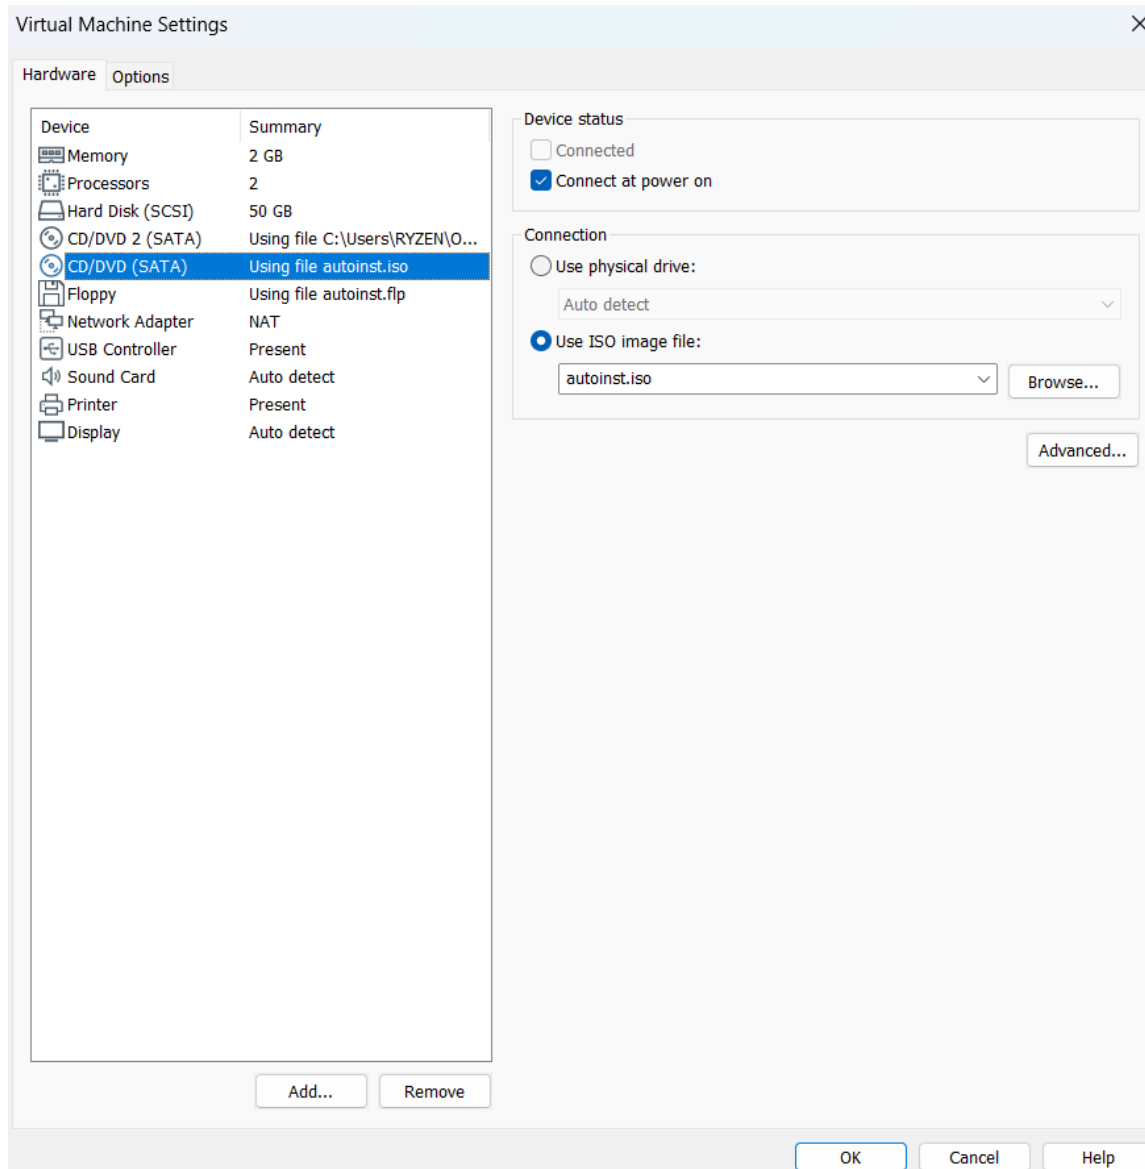 Virtual Machine Settings
Hardware Options
Device Summary
Memory 2 GB
Processors 2
Hard Disk (SCSI) 50 GB
CD/DVD 2 (SATA) Using file C:\Users\RYZEN\O...
CD/DVD (SATA) Using file autoinst.iso
Floppy Using file autoinst.flp
Network Adapter NAT
USB Controller Present
Sound Card Auto detect
Printer Present
Display Auto detect
Add... Remove
Device status
Connected
Connect at power on
Connection
Use physical drive:
Auto detect
Use ISO image file:
autoinst.iso Browse...
Advanced...
OK Cancel Help